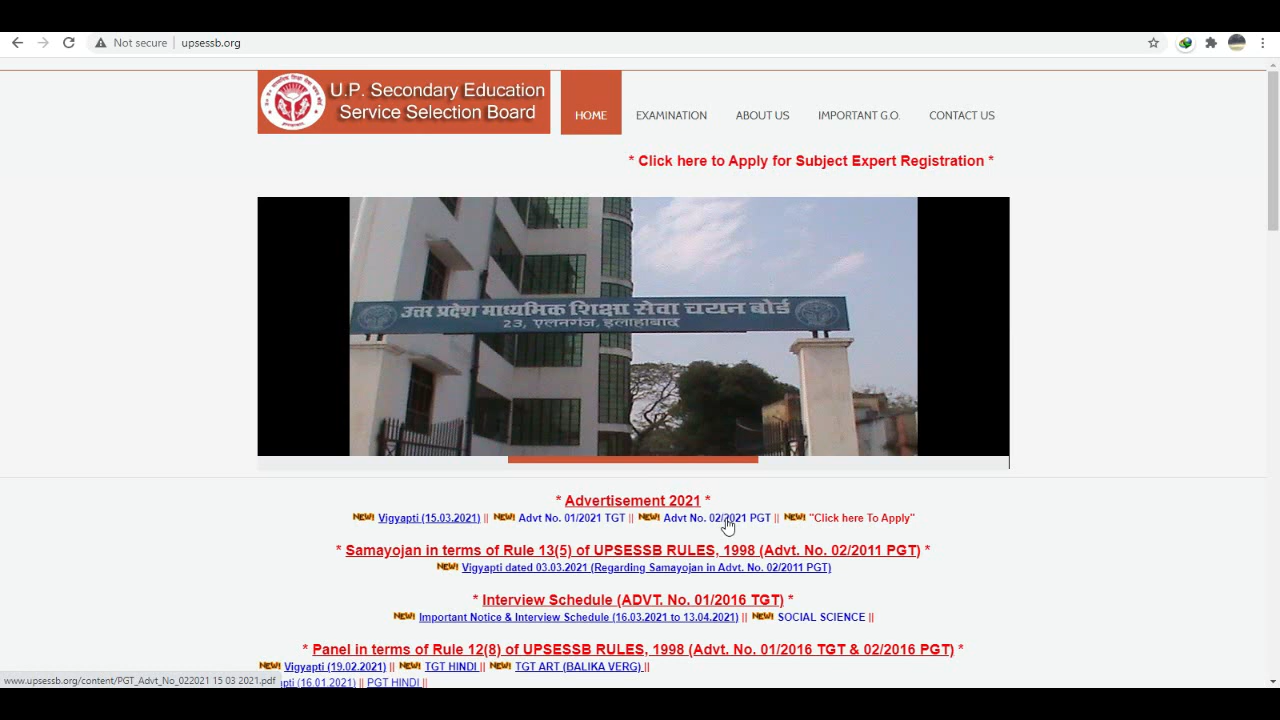 Not secure | upsessb.org
U.P. Secondary Education
Service Selection Board
HOME EXAMINATION ABOUT US IMPORTANT G.O. CONTACT US
* Click here to Apply for Subject Expert Registration *
उत्तर प्रदेश माध्यमिक शिक्षा सेवा चयन बोर्ड
23, एलनगंज, इलाहाबाद
* Advertisement 2021 *
NEW! Vigyapti (15.03.2021) || NEW! Advt No. 01/2021 TGT || NEW! Advt No. 02/2021 PGT || NEW! "Click here To Apply"
* Samayojan in terms of Rule 13(5) of UPSESSB RULES, 1998 (Advt. No. 02/2011 PGT) *
NEW! Vigyapti dated 03.03.2021 (Regarding Samayojan in Advt. No. 02/2011 PGT)
* Interview Schedule (ADVT. No. 01/2016 TGT) *
NEW! Important Notice & Interview Schedule (16.03.2021 to 13.04.2021) || NEW! SOCIAL SCIENCE ||
* Panel in terms of Rule 12(8) of UPSESSB RULES, 1998 (Advt. No. 01/2016 TGT & 02/2016 PGT) *
NEW! Vigyapti (19.02.2021) || NEW! TGT HINDI || NEW! TGT ART (BALIKA VERG) ||
www.upsessb.org/content/PGT_Advt_No_022021 15 03 2021.pdf
pti (16.01.2021) || PGT HINDI ||